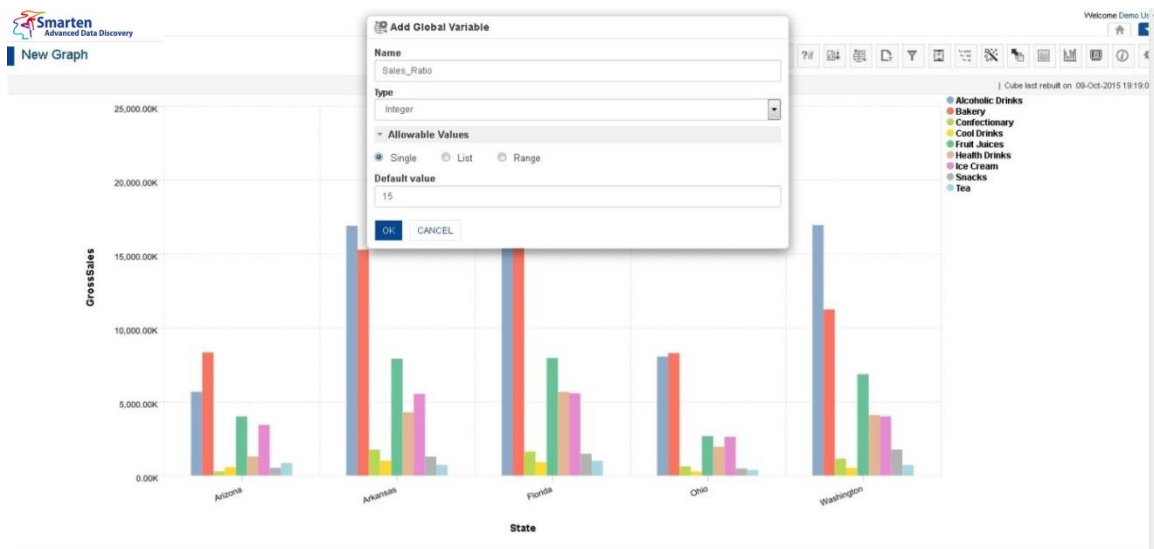 Smarten
Advanced Data Discovery
Welcome Demo Us
New Graph
Add Global Variable
Name
Sales_Ratio
Type
Integer
Allowable Values
Single
List
Range
Default value
15
OK
CANCEL
?if
| Cube last rebuilt on 09-Oct-2015 19:19:0
Alcoholic Drinks
Bakery
Confectionary
Cool Drinks
Fruit Juices
Health Drinks
Ice Cream
Snacks
Tea
GrossSales
25,000.00K
20,000.00K
15,000.00K
10,000.00K
5,000.00K
0.00K
Arizona
Arkansas
Florida
Ohio
Washington
State